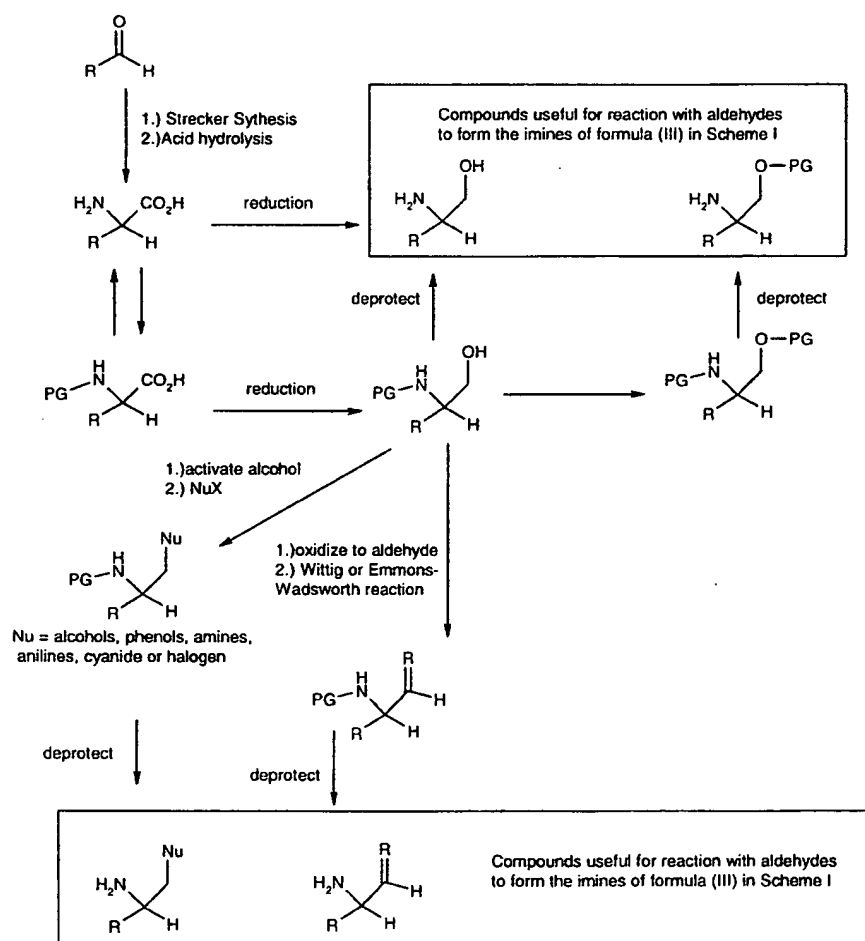 O
R
H
1.) Strecker Sythesis
2.)Acid hydrolysis
Compounds useful for reaction with aldehydes
to form the imines of formula (III) in Scheme I
OH
H₂N
R
H
O—PG
H₂N
R
H
H₂N
CO₂H
R
H
reduction
deprotect
deprotect
H
PG
N
CO₂H
R
H
reduction
OH
H
PG
N
R
H
O—PG
H
PG
N
R
H
1.)activate alcohol
2.) NuX
1.)oxidize to aldehyde
2.) Wittig or Emmons-
Wadsworth reaction
Nu
H
PG
N
R
H
Nu = alcohols, phenols, amines,
anilines, cyanide or halogen
R
H
PG
N
H
R
H
deprotect
deprotect
Nu
H₂N
R
H
R
H₂N
H
R
H
Compounds useful for reaction with aldehydes
to form the imines of formula (III) in Scheme I